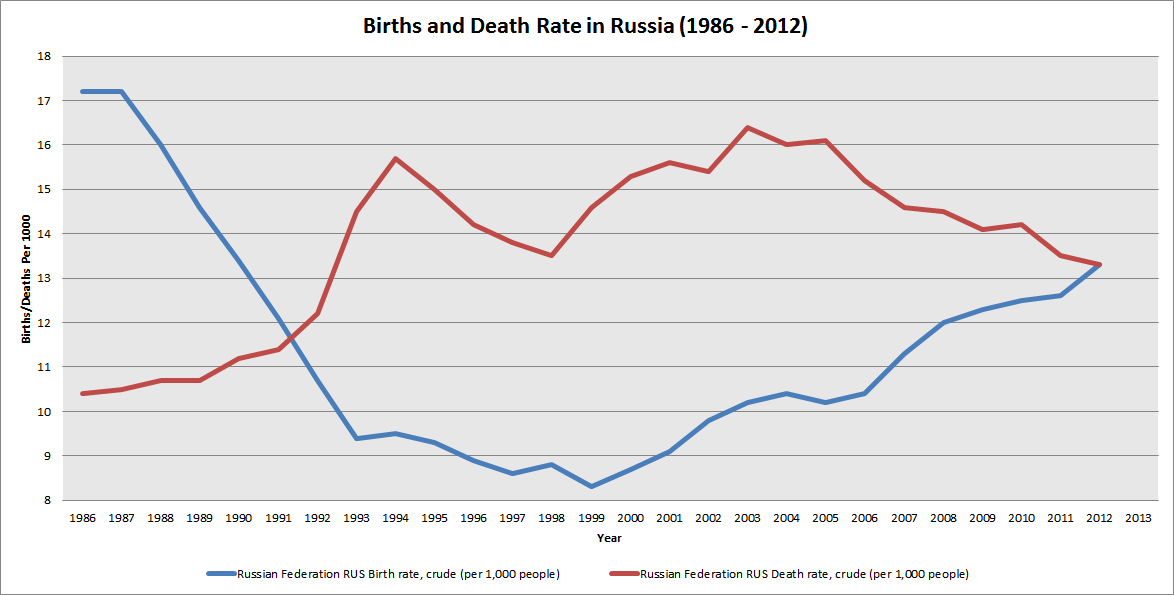 Births and Death Rate in Russia (1986 - 2012)
18
17
16
15
14
13
12
11
10
9
8
Births/Deaths Per 1000
1986 1987 1988 1989 1990 1991 1992 1993 1994 1995 1996 1997 1998 1999 2000 2001 2002 2003 2004 2005 2006 2007 2008 2009 2010 2011 2012 2013
Year
Russian Federation RUS Birth rate, crude (per 1,000 people) Russian Federation RUS Death rate, crude (per 1,000 people)